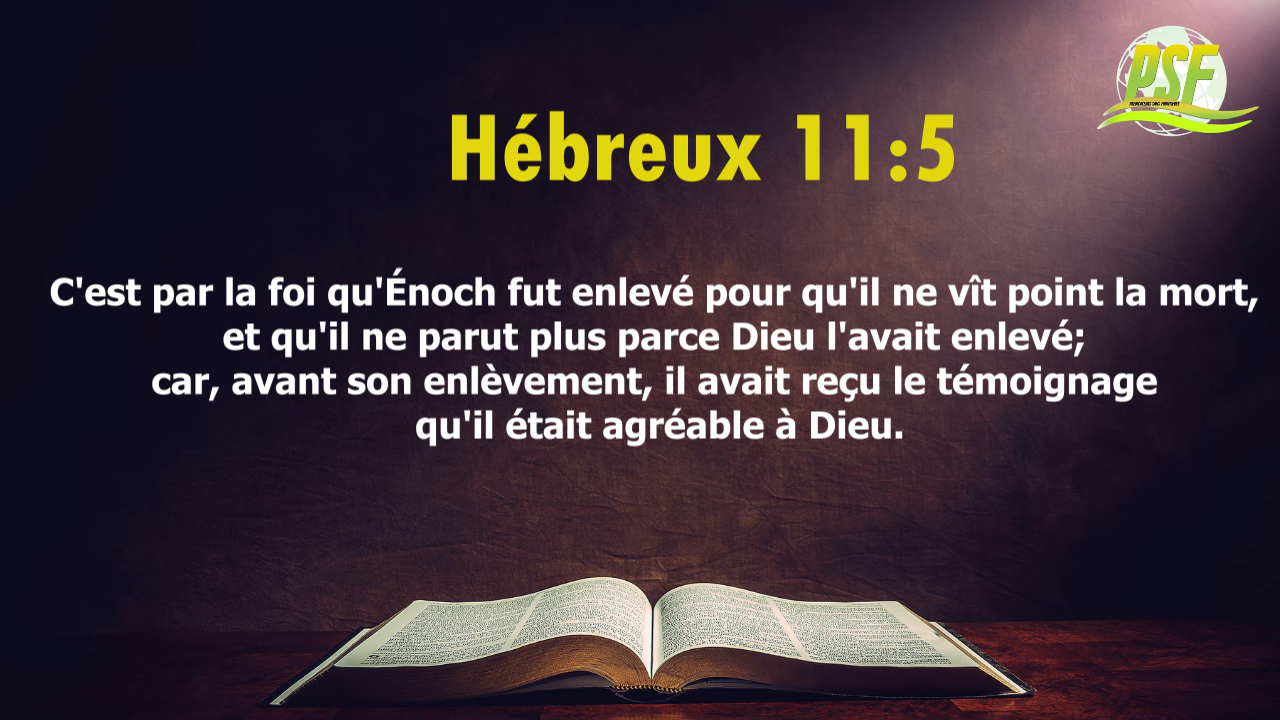 PSF
Hébreux 11:5
C'est par la foi qu'Énoch fut enlevé pour qu'il ne vît point la mort,
et qu'il ne parut plus parce Dieu l'avait enlevé;
car, avant son enlèvement, il avait reçu le témoignage
qu'il était agréable à Dieu.